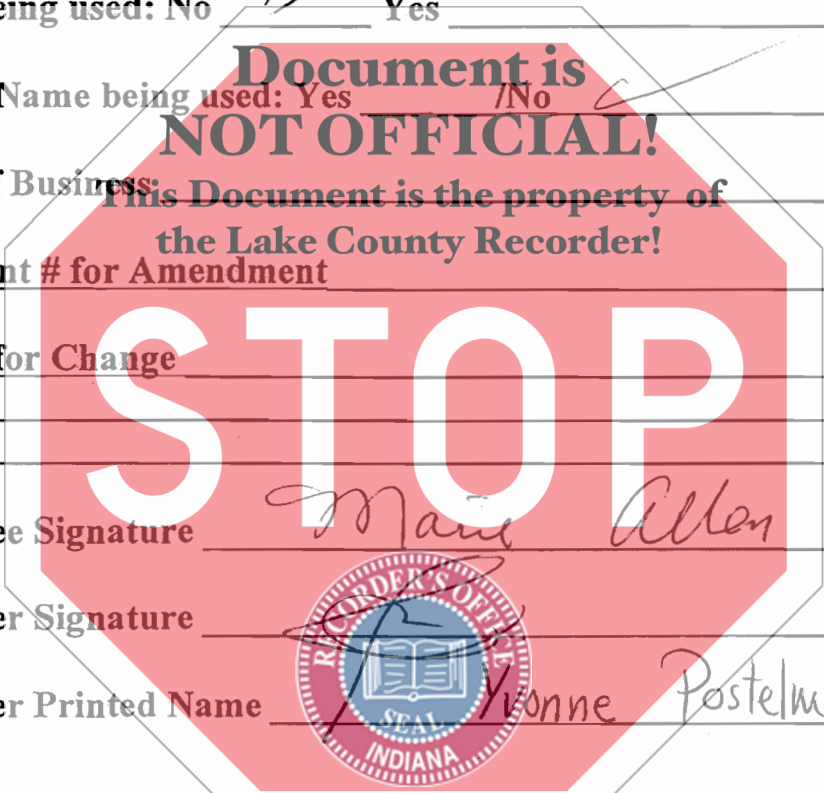 eing used: No Yes
Document is
Name being used: Yes /No
NOT OFFICIAL!
f Business
This Document is the property of
the Lake County Recorder!
nt # for Amendment
for Change
STOP
ee Signature Marie Allen
er Signature
RECORDER'S OFFICE
er Printed Name Yvonne Postelm
SEAL
INDIANA